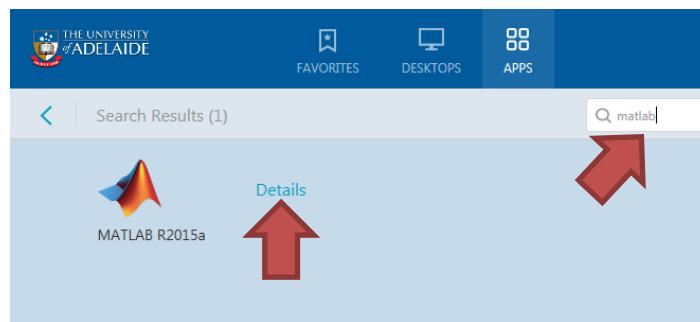 THE UNIVERSITY
of ADELAIDE
FAVORITES
DESKTOPS
APPS
Search Results (1)
matlab
Details
MATLAB R2015a